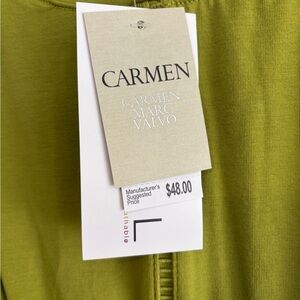 CARMEN
CARMEN
MARC
VALVO
Manufacturer's
Suggested
Price
$48.00
L